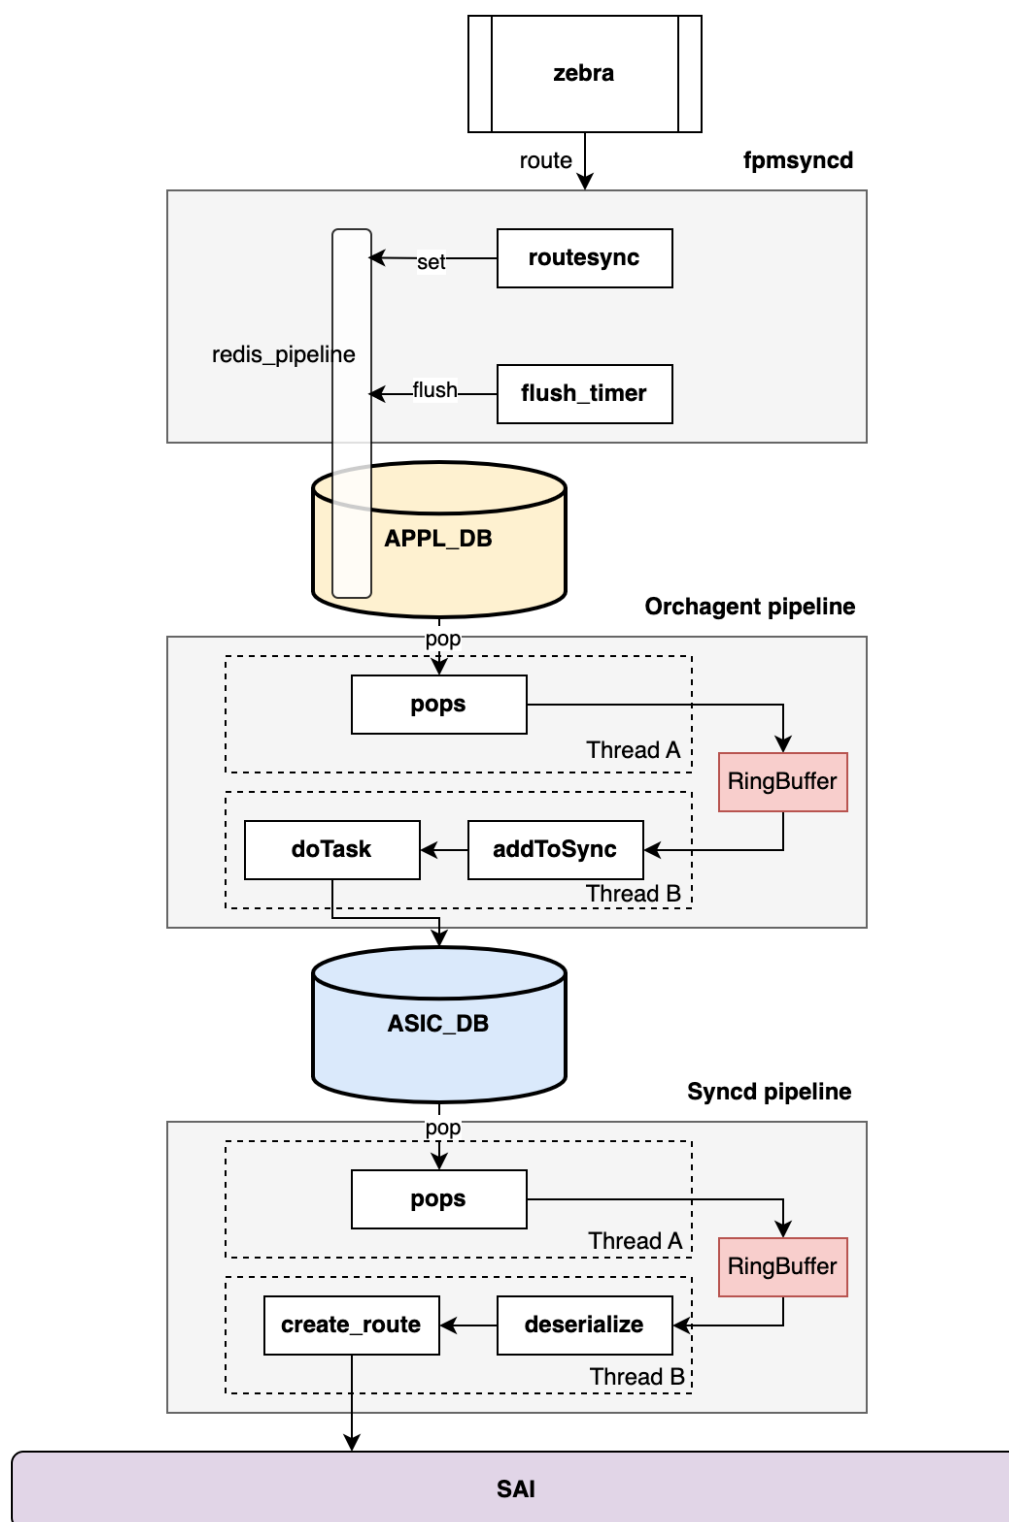 zebra
route
fpmsyncd
set
routesync
redis_pipeline
flush
flush_timer
APPL_DB
Orchagent pipeline
pop
pops
Thread A
RingBuffer
doTask
addToSync
Thread B
ASIC_DB
Syncd pipeline
pop
pops
Thread A
RingBuffer
create_route
deserialize
Thread B
SAI